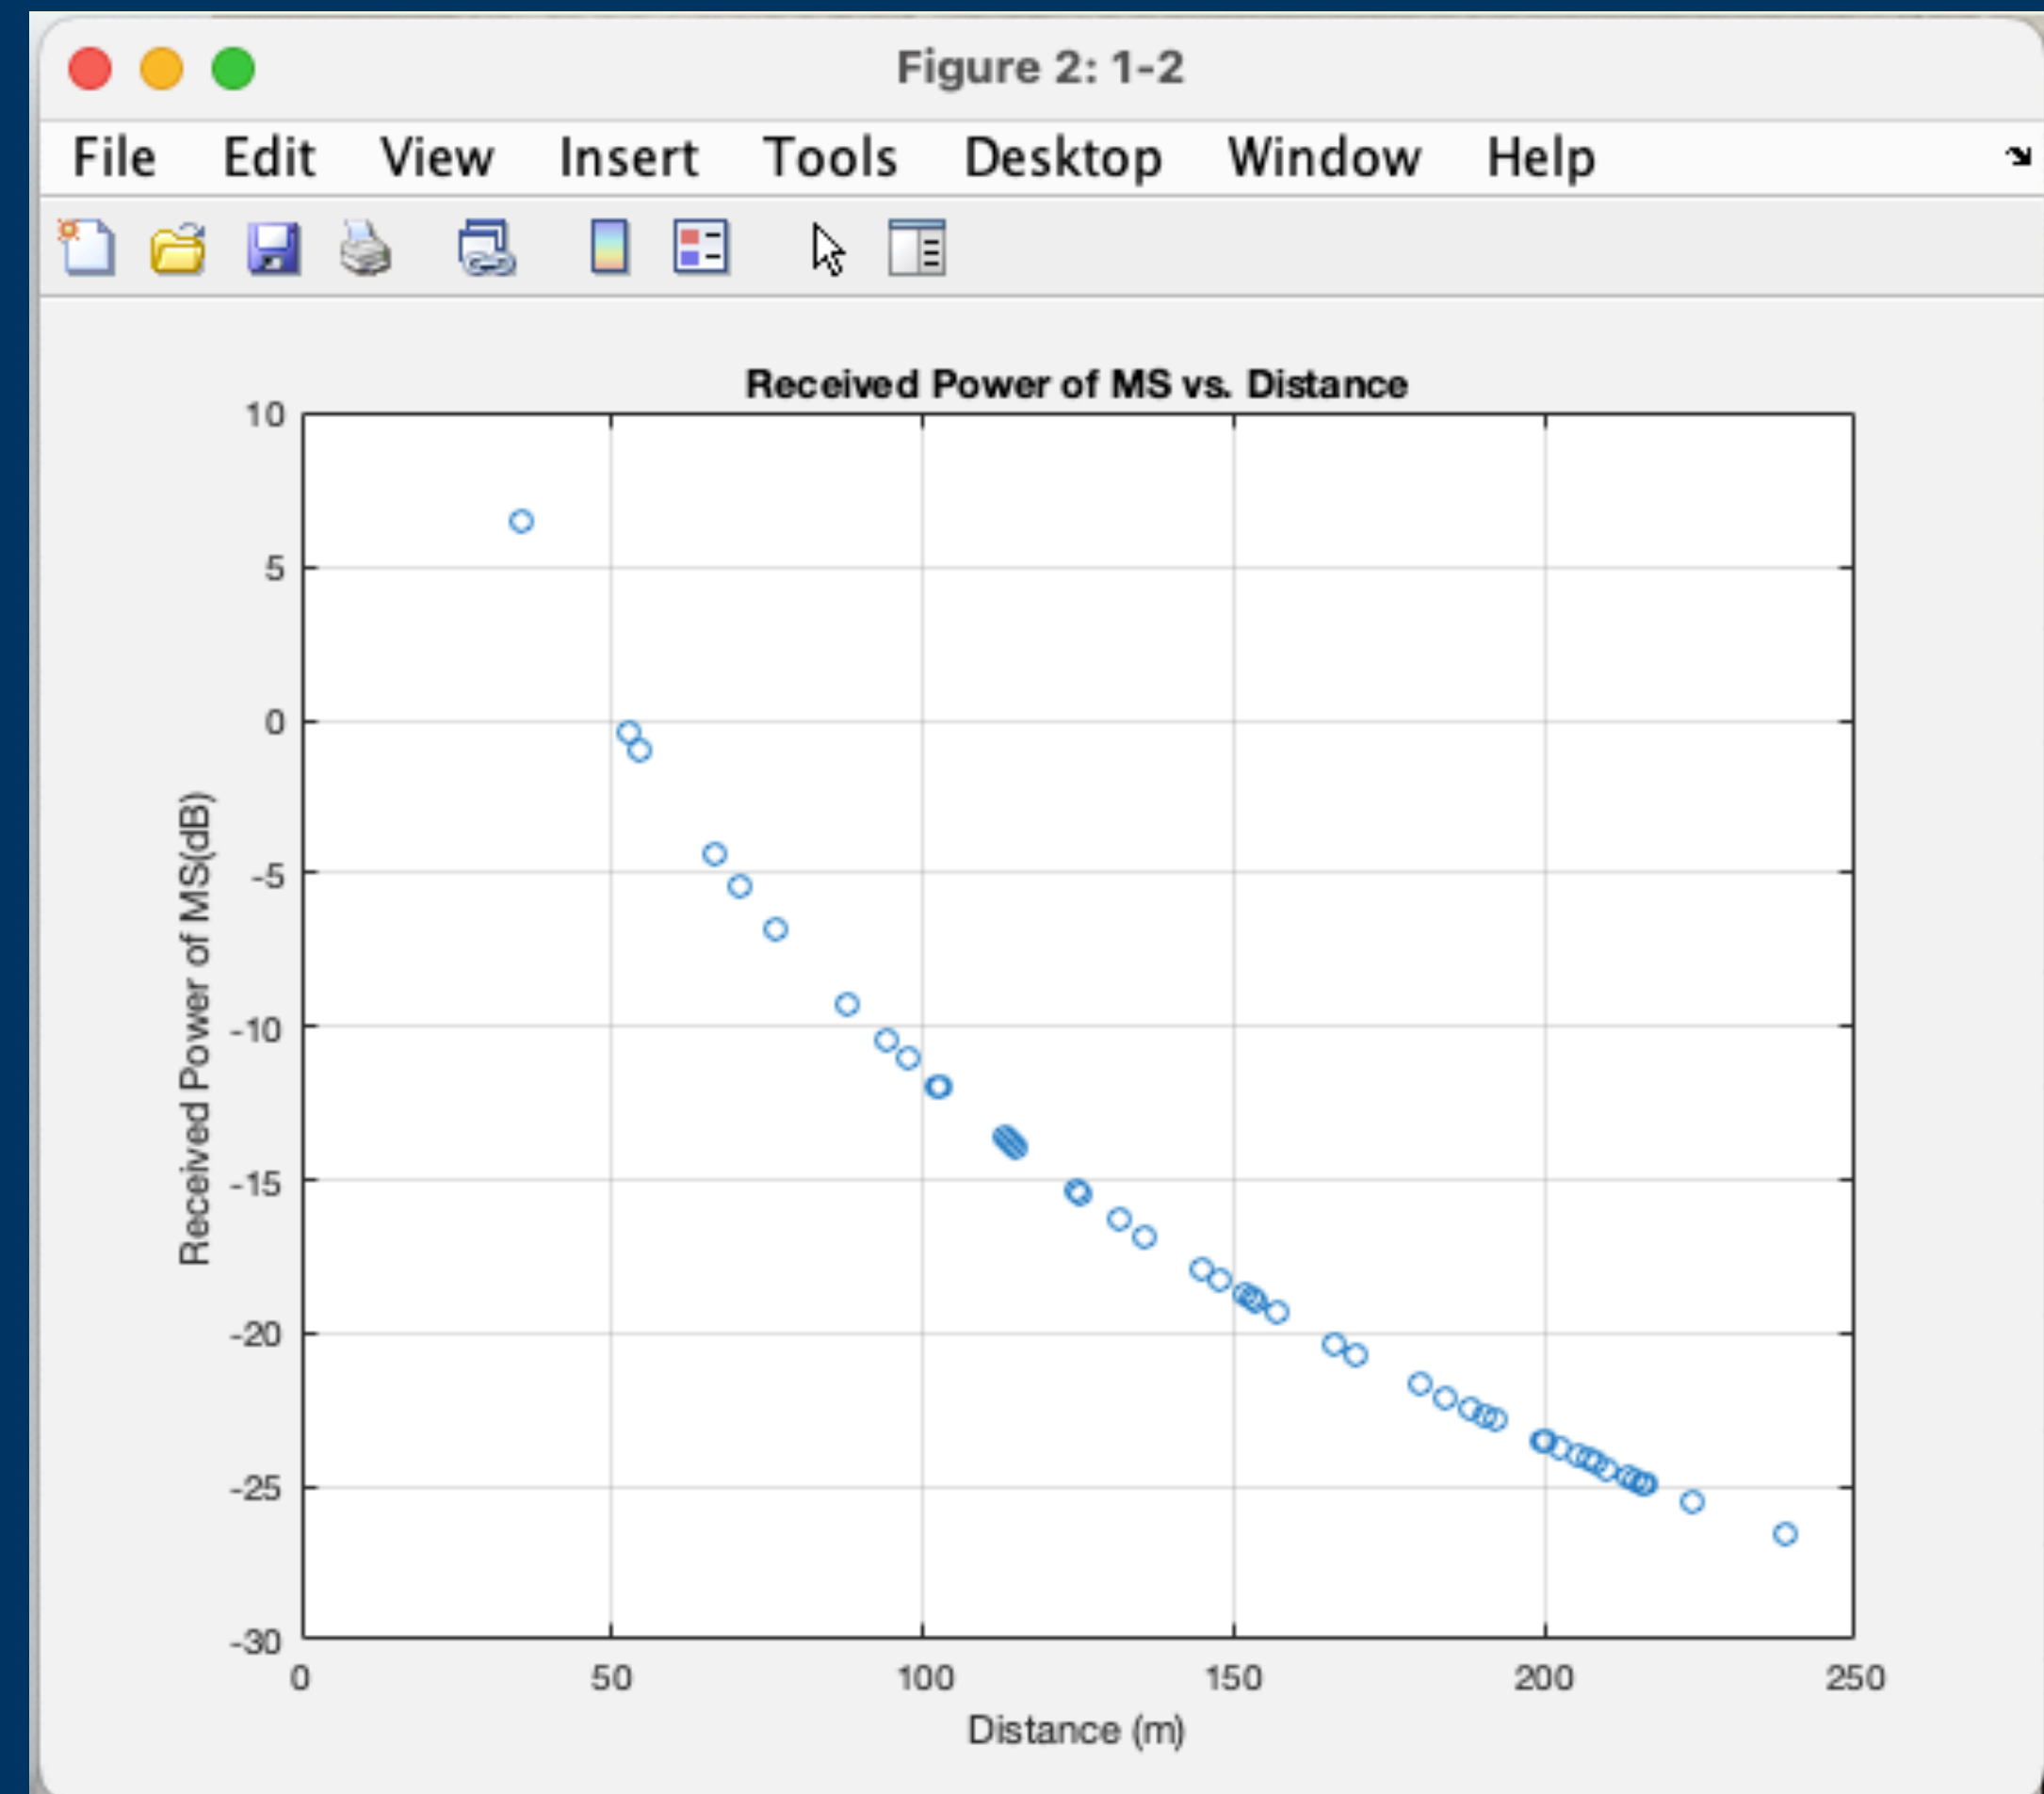 Figure 2: 1-2
File Edit View Insert Tools Desktop Window Help
Received Power of MS vs. Distance
10
5
0
-5
-10
-15
-20
-25
-30
Received Power of MS(dB)
0 50 100 150 200 250
Distance (m)